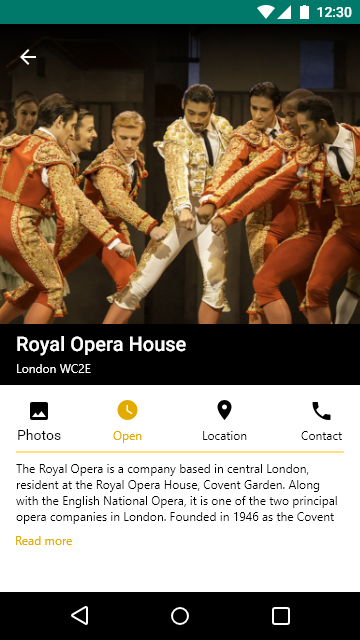 12:30
Royal Opera House
London WC2E
Photos
Open
Location
Contact
The Royal Opera is a company based in central London,
resident at the Royal Opera House, Covent Garden. Along
with the English National Opera, it is one of the two principal
opera companies in London. Founded in 1946 as the Covent
Read more